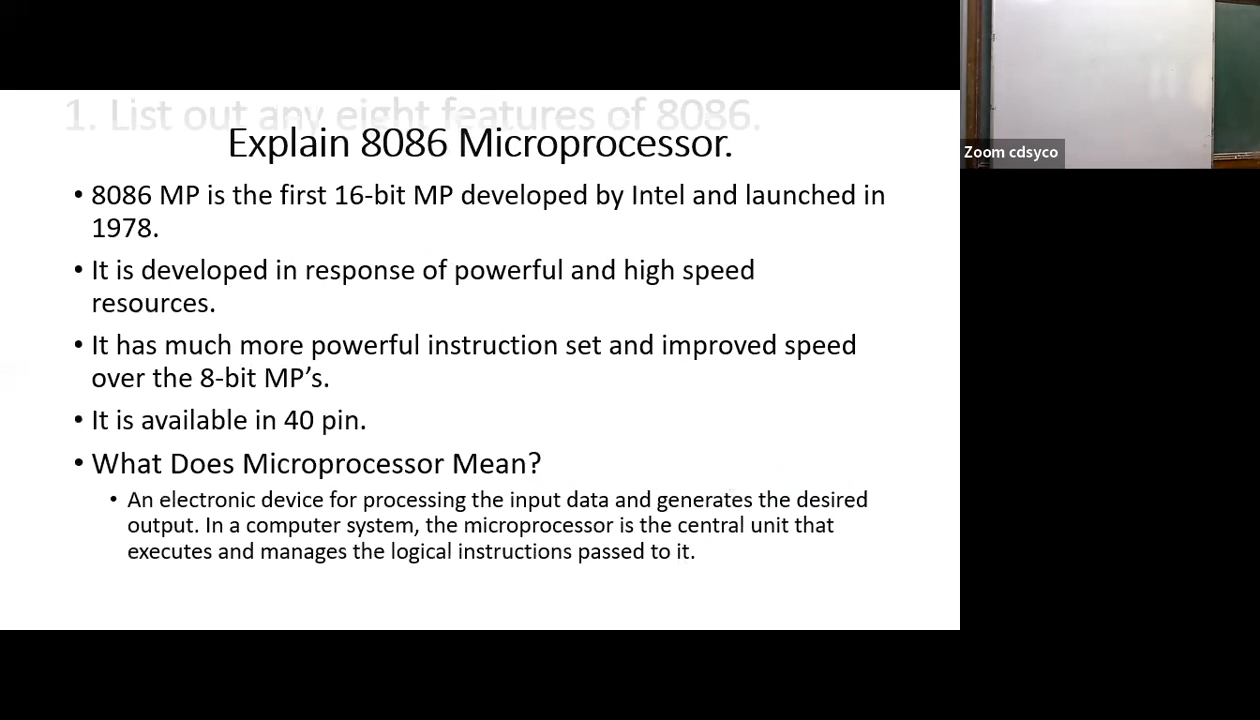 1. List out any eight features of 8086.
Explain 8086 Microprocessor.
• 8086 MP is the first 16-bit MP developed by Intel and launched in
1978.
• It is developed in response of powerful and high speed
resources.
• It has much more powerful instruction set and improved speed
over the 8-bit MP’s.
• It is available in 40 pin.
• What Does Microprocessor Mean?
• An electronic device for processing the input data and generates the desired
output. In a computer system, the microprocessor is the central unit that
executes and manages the logical instructions passed to it.
Zoom cdsyco